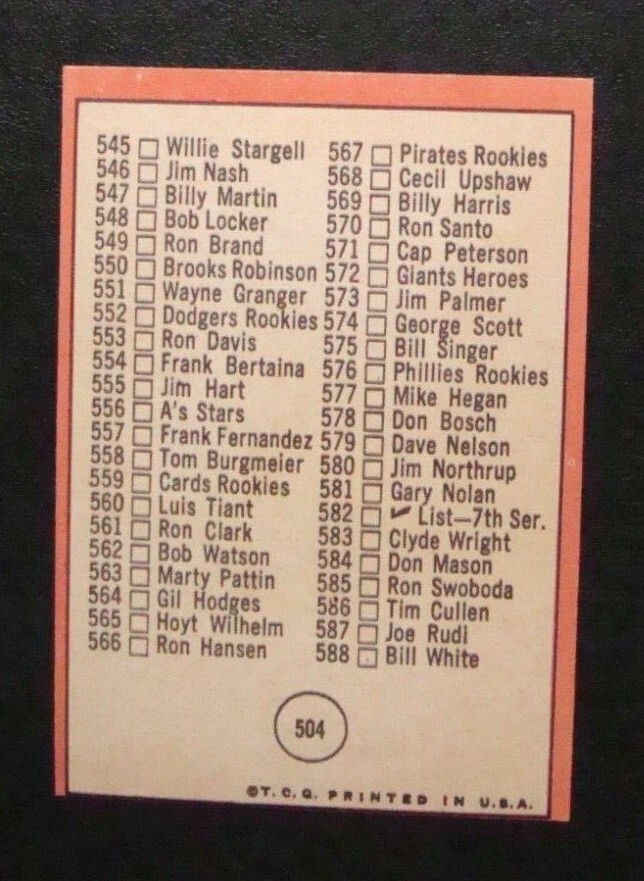 545 □ Willie Stargell
546 □ Jim Nash
547 □ Billy Martin
548 □ Bob Locker
549 □ Ron Brand
550 □ Brooks Robinson
551 □ Wayne Granger
552 □ Dodgers Rookies
553 □ Ron Davis
554 □ Frank Bertaina
555 □ Jim Hart
556 □ A's Stars
557 □ Frank Fernandez
558 □ Tom Burgmeier
559 □ Cards Rookies
560 □ Luis Tiant
561 □ Ron Clark
562 □ Bob Watson
563 □ Marty Pattin
564 □ Gil Hodges
565 □ Hoyt Wilhelm
566 □ Ron Hansen
567 □ Pirates Rookies
568 □ Cecil Upshaw
569 □ Billy Harris
570 □ Ron Santo
571 □ Cap Peterson
572 □ Giants Heroes
573 □ Jim Palmer
574 □ George Scott
575 □ Bill Singer
576 □ Phillies Rookies
577 □ Mike Hegan
578 □ Don Bosch
579 □ Dave Nelson
580 □ Jim Northrup
581 □ Gary Nolan
582 □ ✔ List—7th Ser.
583 □ Clyde Wright
584 □ Don Mason
585 □ Ron Swoboda
586 □ Tim Cullen
587 □ Joe Rudi
588 □ Bill White
504
©T. C. G. PRINTED IN U.S.A.